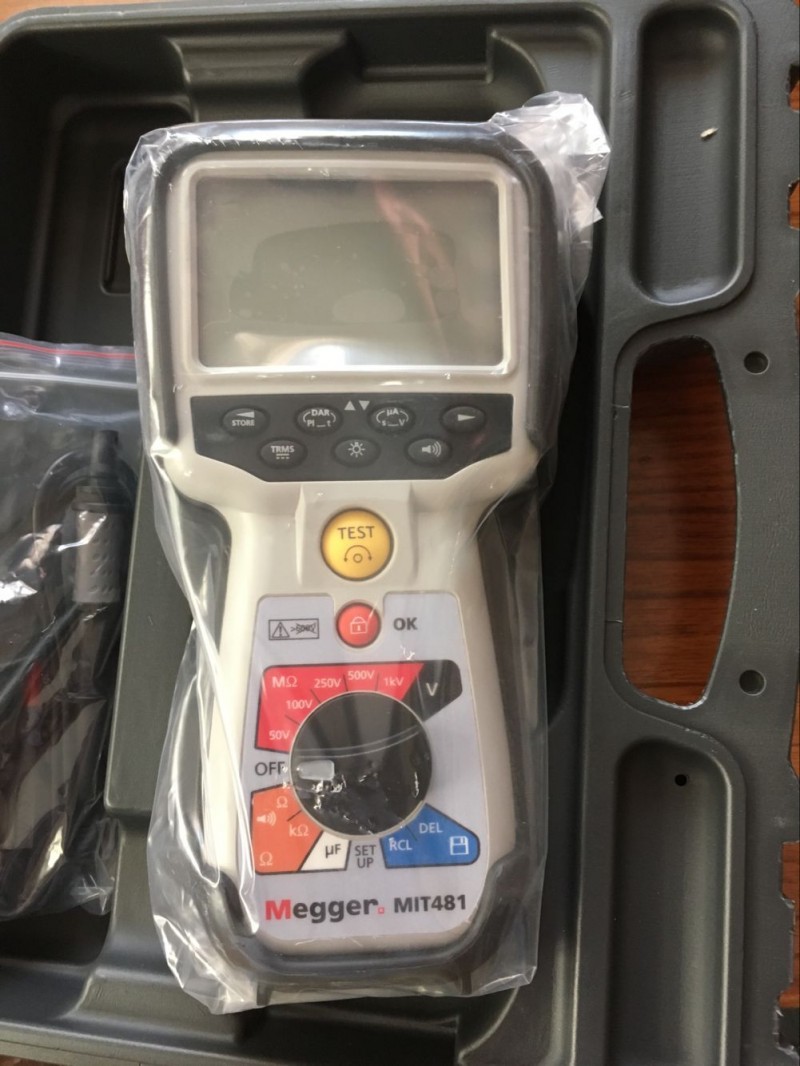 STORE
DAR
PI _ t
▲▼
µA
s _ V
TRMS
TEST
OK
MΩ 250V 500V 1kV V
100V
50V
OFF
Ω
kΩ
Ω
µF
SET
UP
RCL
DEL
Megger. MIT481